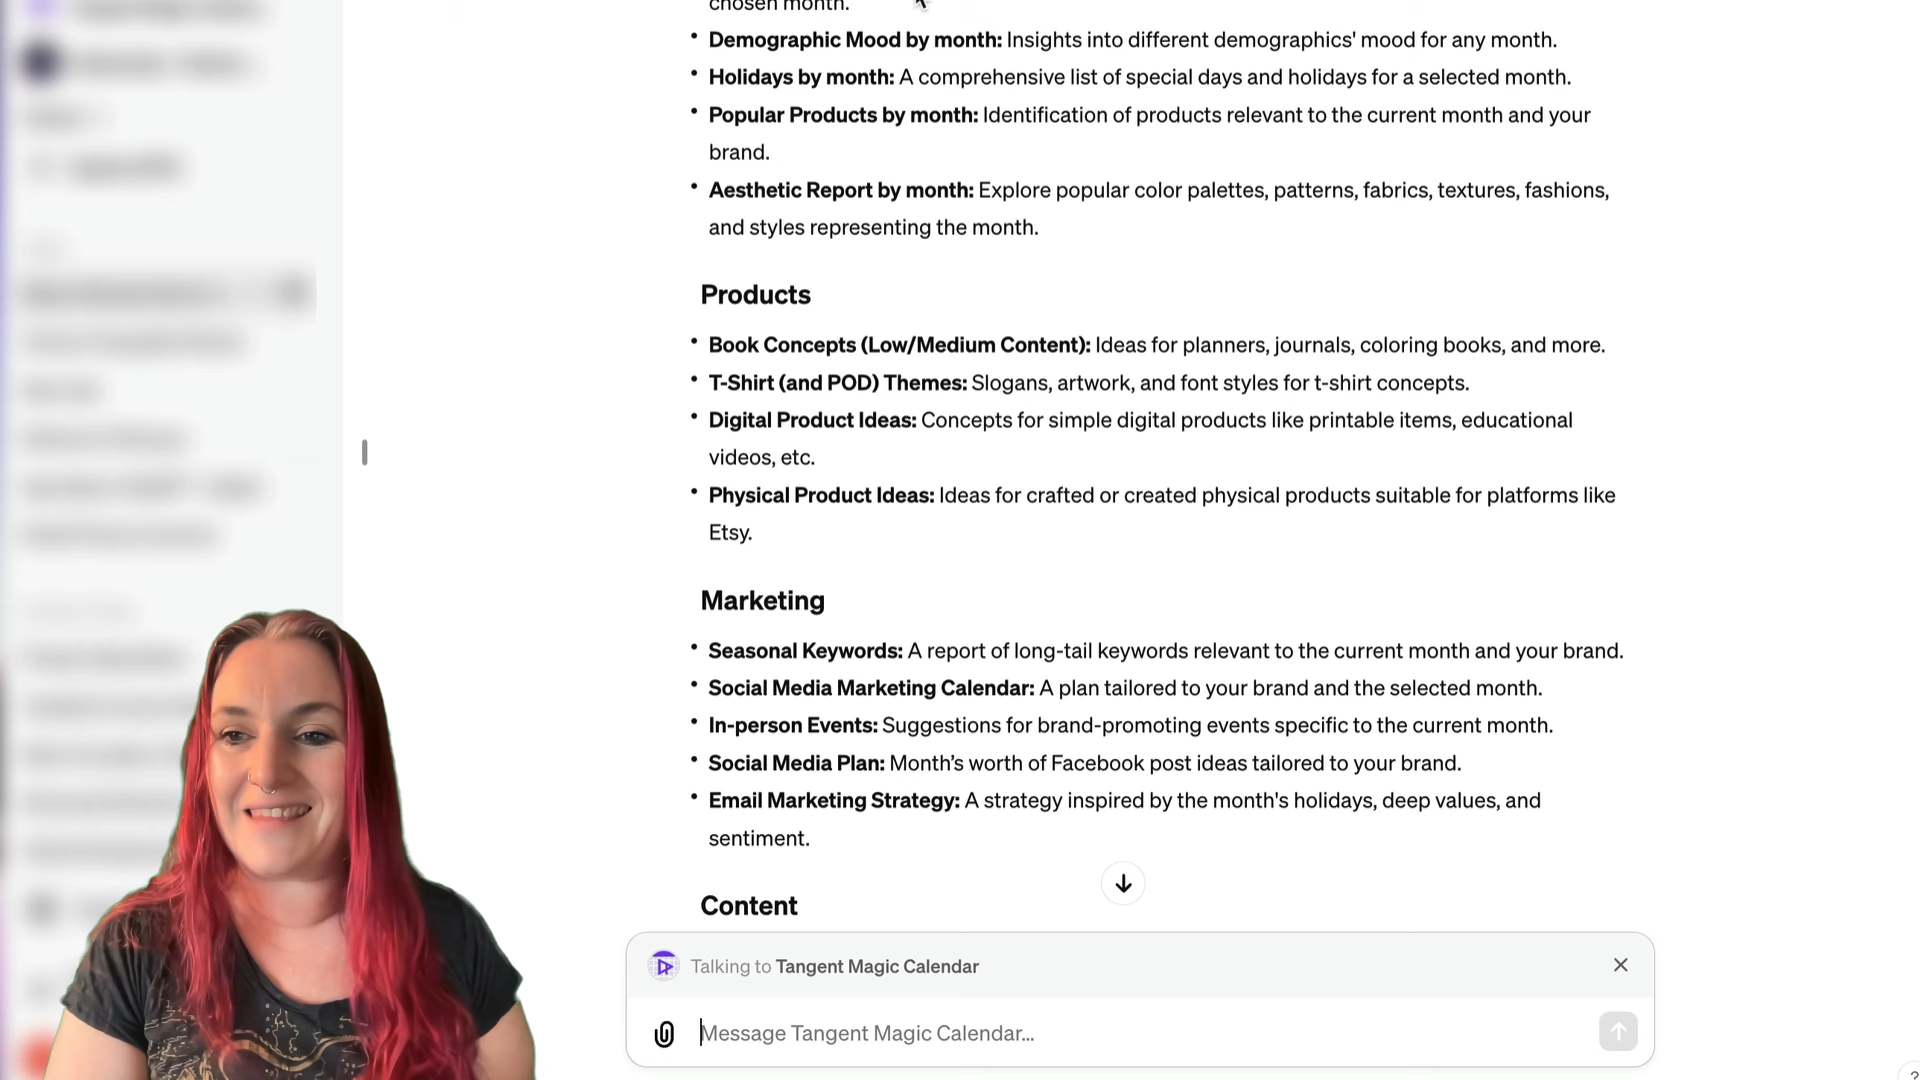 chosen month.
• Demographic Mood by month: Insights into different demographics' mood for any month.
• Holidays by month: A comprehensive list of special days and holidays for a selected month.
• Popular Products by month: Identification of products relevant to the current month and your
brand.
• Aesthetic Report by month: Explore popular color palettes, patterns, fabrics, textures, fashions,
and styles representing the month.
Products
• Book Concepts (Low/Medium Content): Ideas for planners, journals, coloring books, and more.
• T-Shirt (and POD) Themes: Slogans, artwork, and font styles for t-shirt concepts.
• Digital Product Ideas: Concepts for simple digital products like printable items, educational
videos, etc.
• Physical Product Ideas: Ideas for crafted or created physical products suitable for platforms like
Etsy.
Marketing
• Seasonal Keywords: A report of long-tail keywords relevant to the current month and your brand.
• Social Media Marketing Calendar: A plan tailored to your brand and the selected month.
• In-person Events: Suggestions for brand-promoting events specific to the current month.
• Social Media Plan: Month’s worth of Facebook post ideas tailored to your brand.
• Email Marketing Strategy: A strategy inspired by the month's holidays, deep values, and
sentiment.
Content
Talking to Tangent Magic Calendar
Message Tangent Magic Calendar...
?